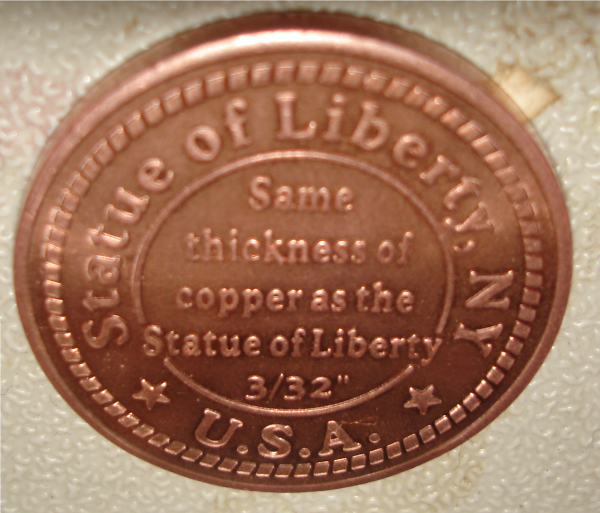 Statue of Liberty, NY
Same
thickness of
copper as the
Statue of Liberty
3/32"
U.S.A.